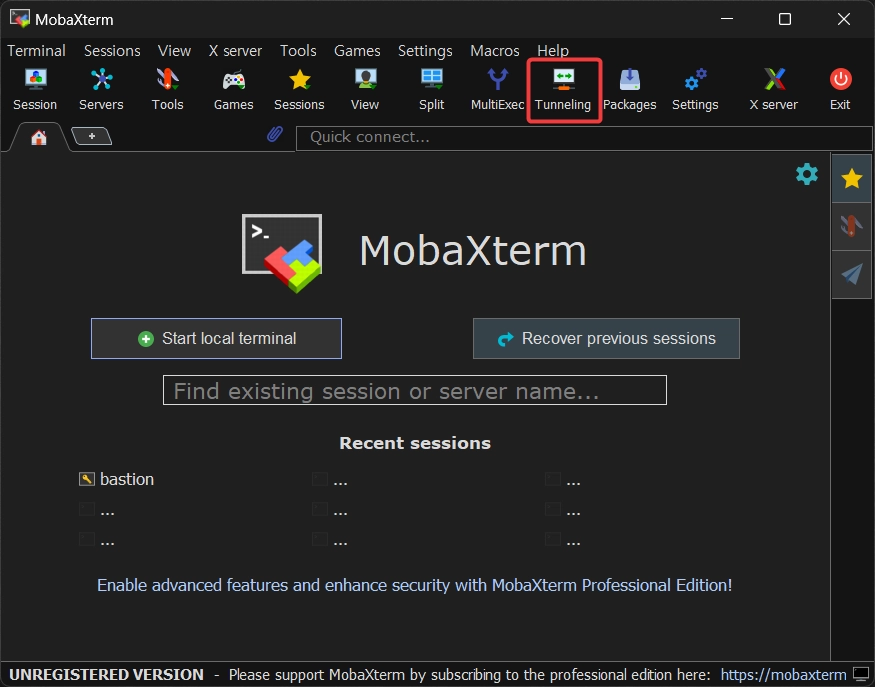 MobaXterm
Terminal Sessions View X server Tools Games Settings Macros Help
Session Servers Tools Games Sessions View Split MultiExec Tunneling Packages Settings X server Exit
Quick connect...
>_
MobaXterm
Start local terminal Recover previous sessions
Find existing session or server name...
Recent sessions
bastion ... ...
... ... ...
... ... ...
Enable advanced features and enhance security with MobaXterm Professional Edition!
UNREGISTERED VERSION - Please support MobaXterm by subscribing to the professional edition here: https://mobaxterm